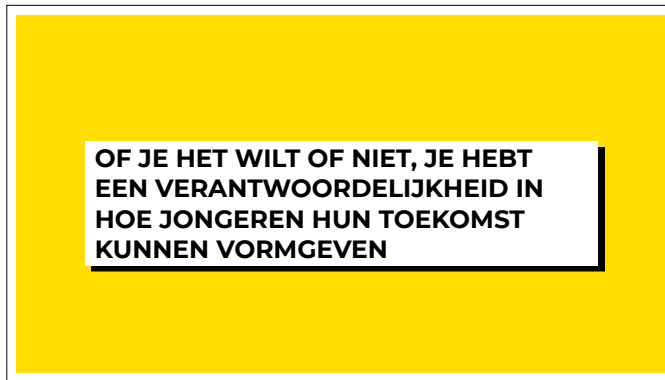 OF JE HET WILT OF NIET, JE HEBT
EEN VERANTWOORDELIJKHEID IN
HOE JONGEREN HUN TOEKOMST
KUNNEN VORMGEVEN